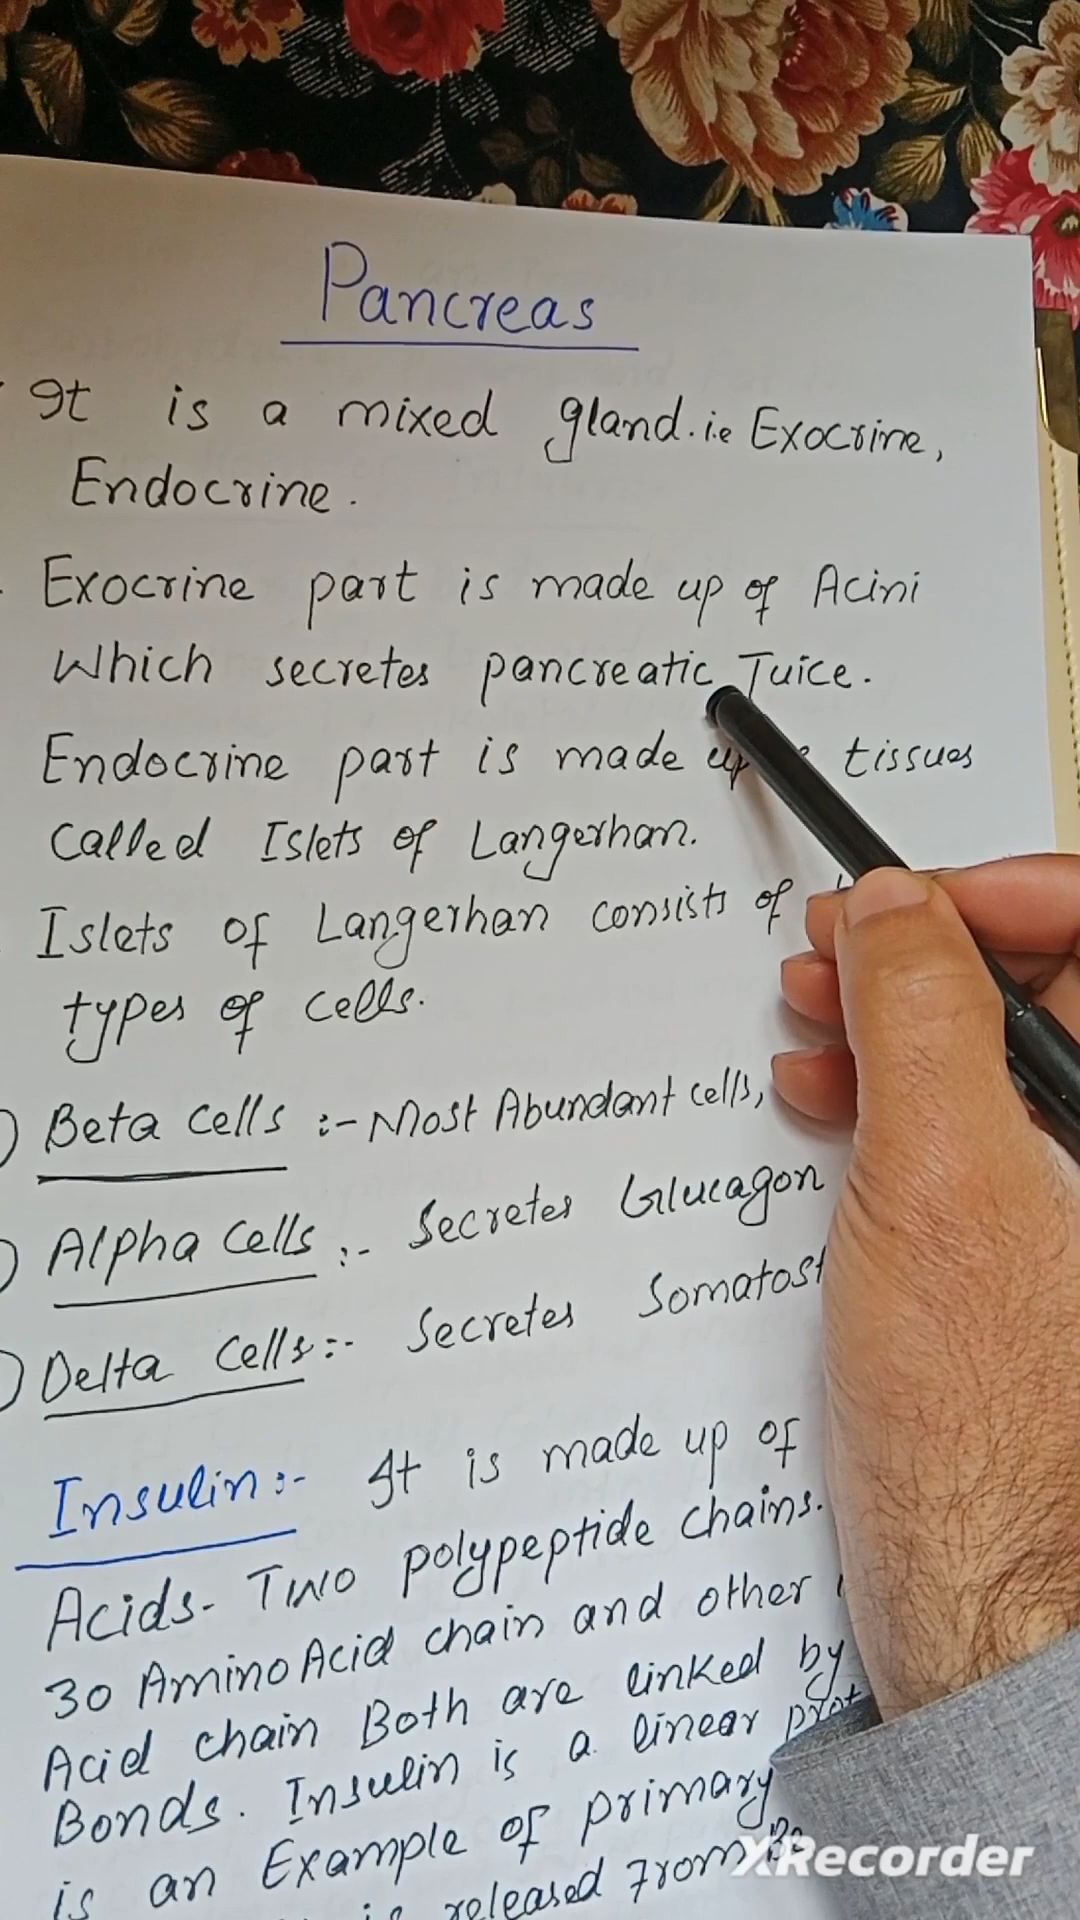 Pancreas
It is a mixed gland. i.e Exocrine,
Endocrine.
Exocrine part is made up of Acini
Which secretes pancreatic Juice.
Endocrine part is made up tissues
Called Islets of Langerhan.
Islets of Langerhan consists of
types of cells.
Beta cells :- Most Abundant cells,
Alpha cells :- Secretes Glucagon
Delta cells :- Secretes
Insulin :- It is made up of
Acids. Two polypeptide chains.
30 Amino Acid chain and other
Acid chain Both are linked by
Bonds. Insulin is a linear
is an Example of primary
released from
XRecorder